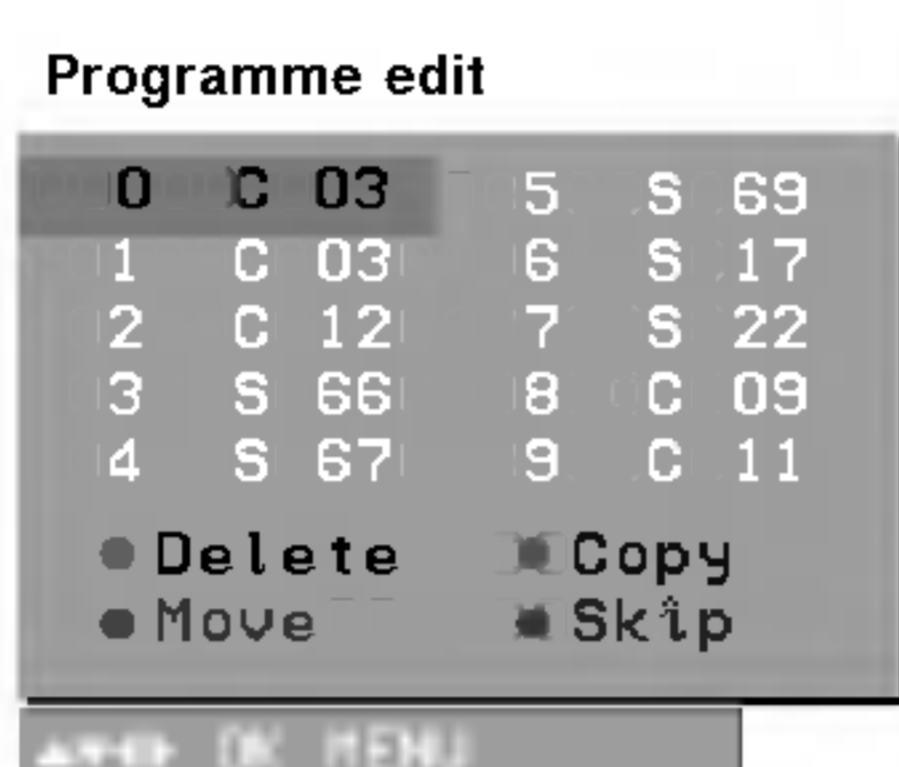 Programme edit
0 C 03 5 S 69
1 C 03 6 S 17
2 C 12 7 S 22
3 S 66 8 C 09
4 S 67 9 C 11
Delete Copy
Move Skip
OK MENU